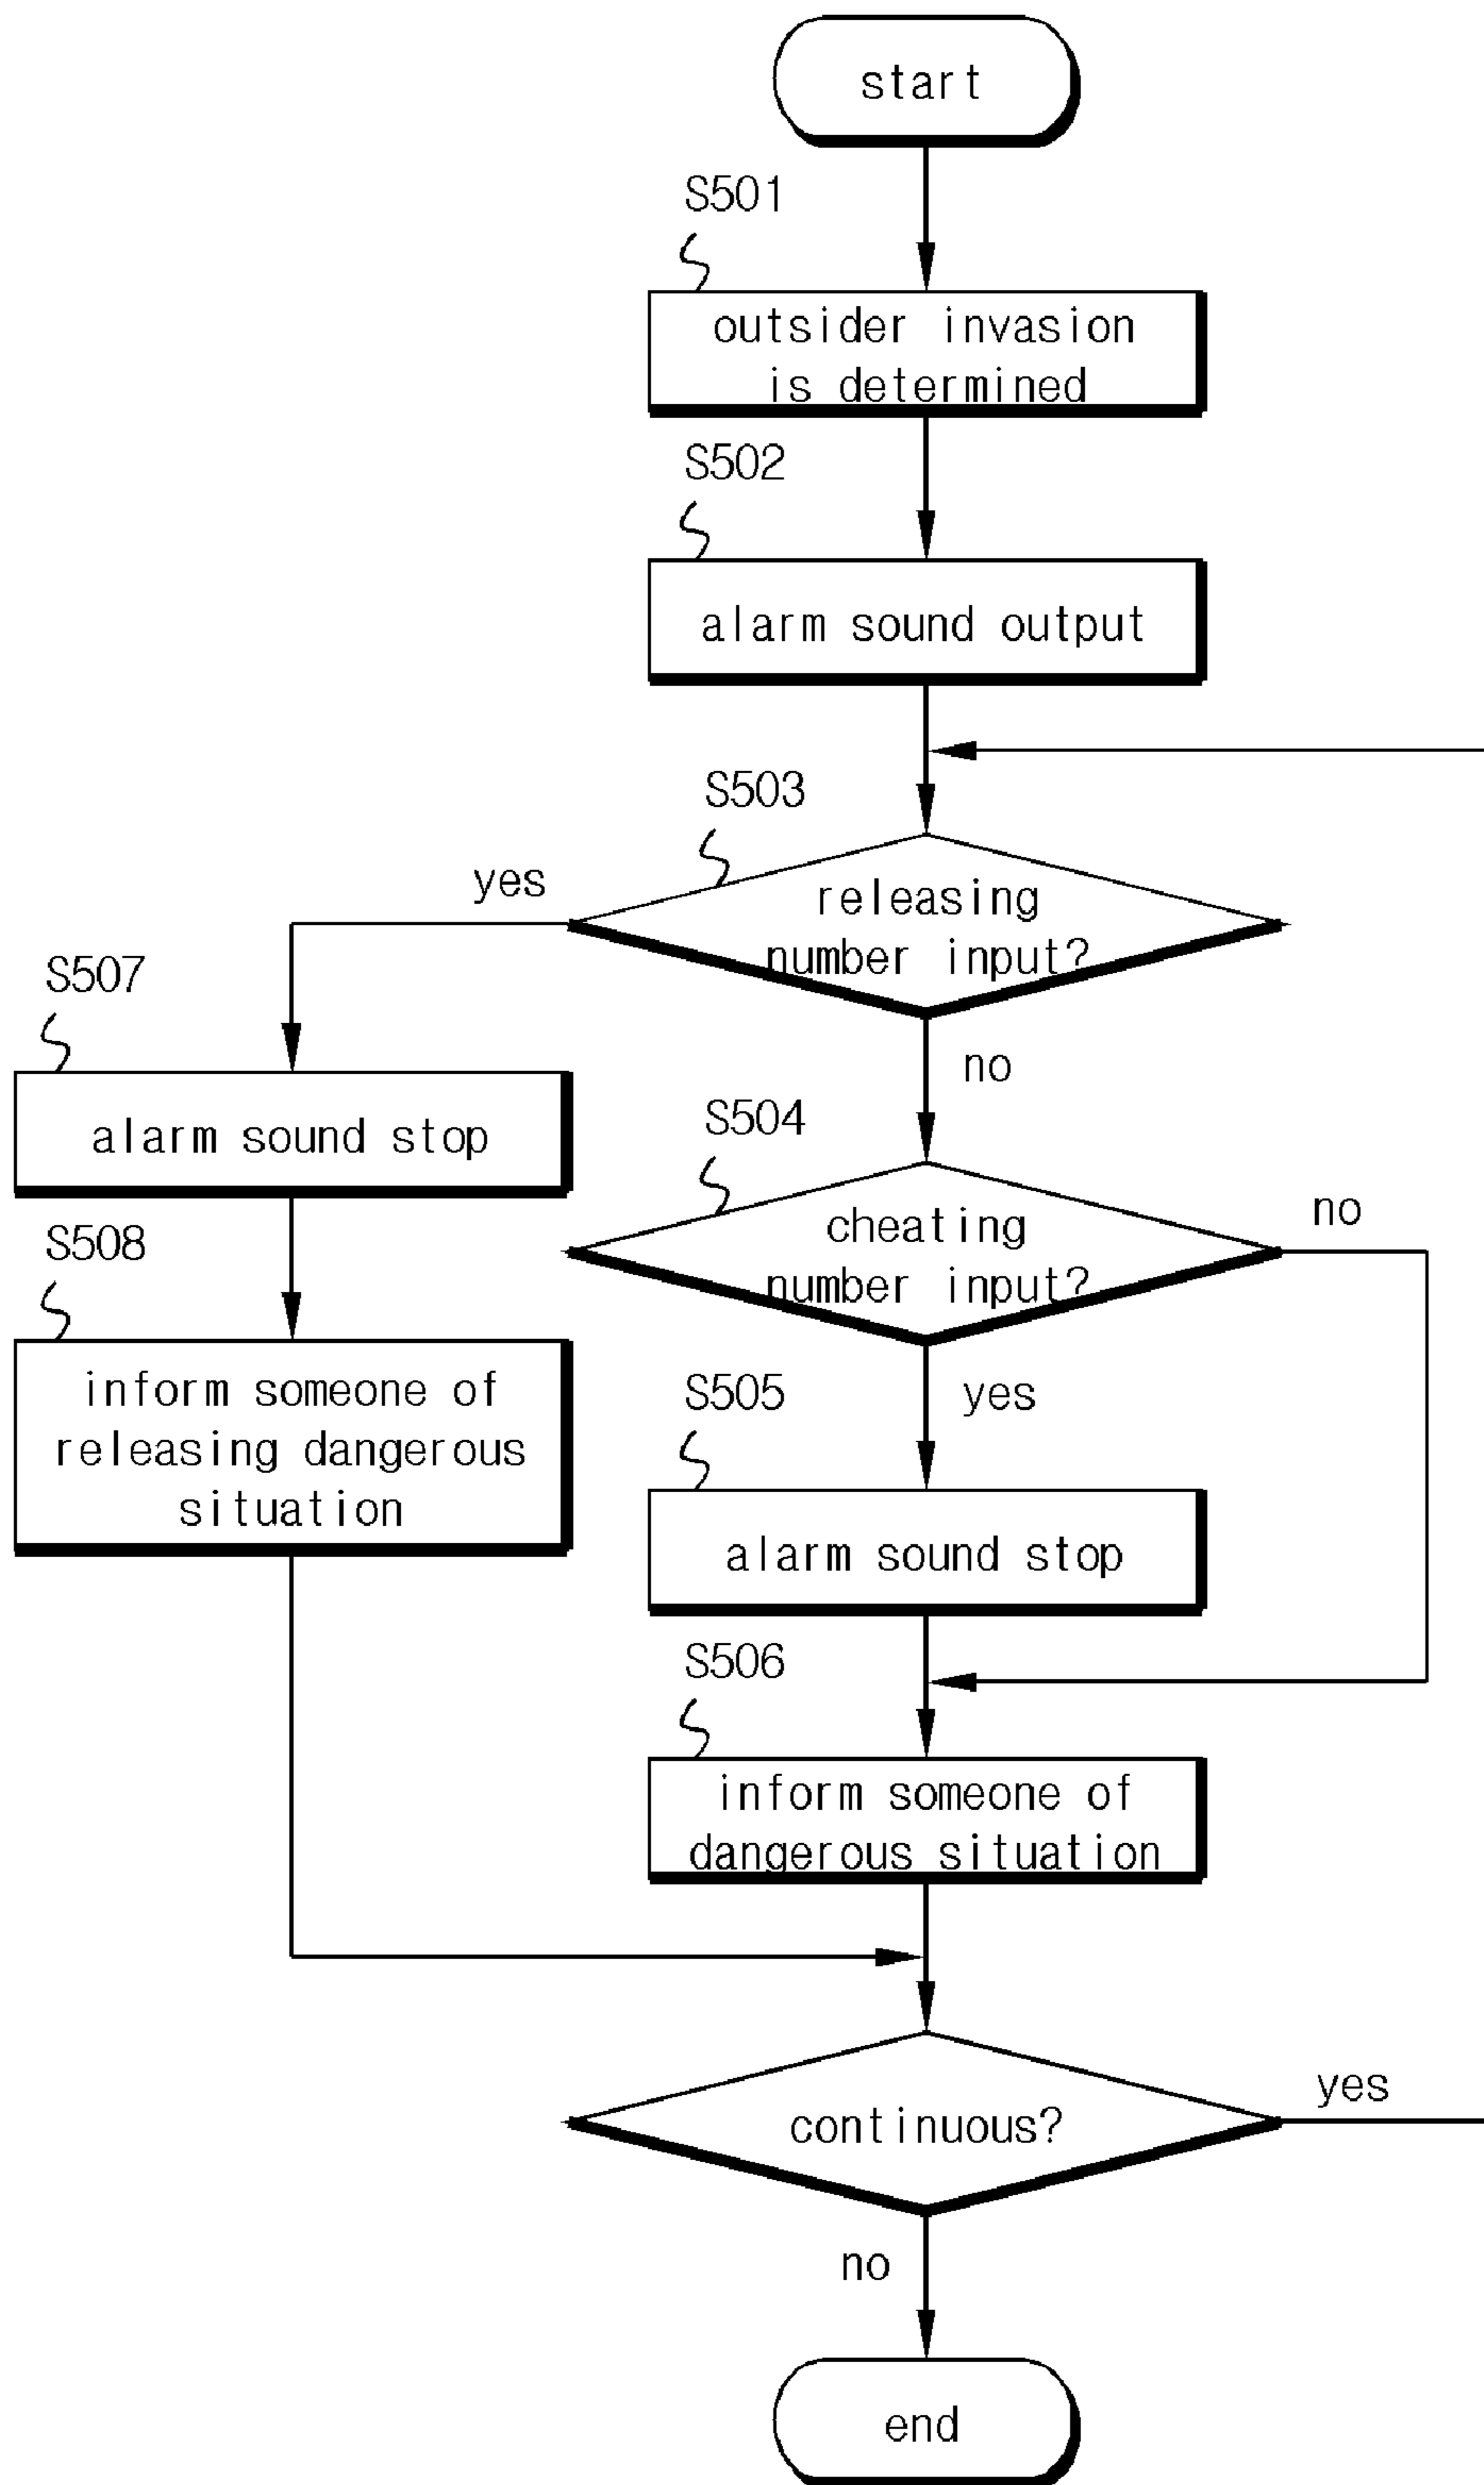 start
S501
outsider invasion
is determined
S502
alarm sound output
S503
yes
releasing
number input?
S507
no
alarm sound stop
S504
no
cheating
number input?
S508
inform someone of
releasing dangerous
situation
S505
yes
alarm sound stop
S506
inform someone of
dangerous situation
yes
continuous?
no
end